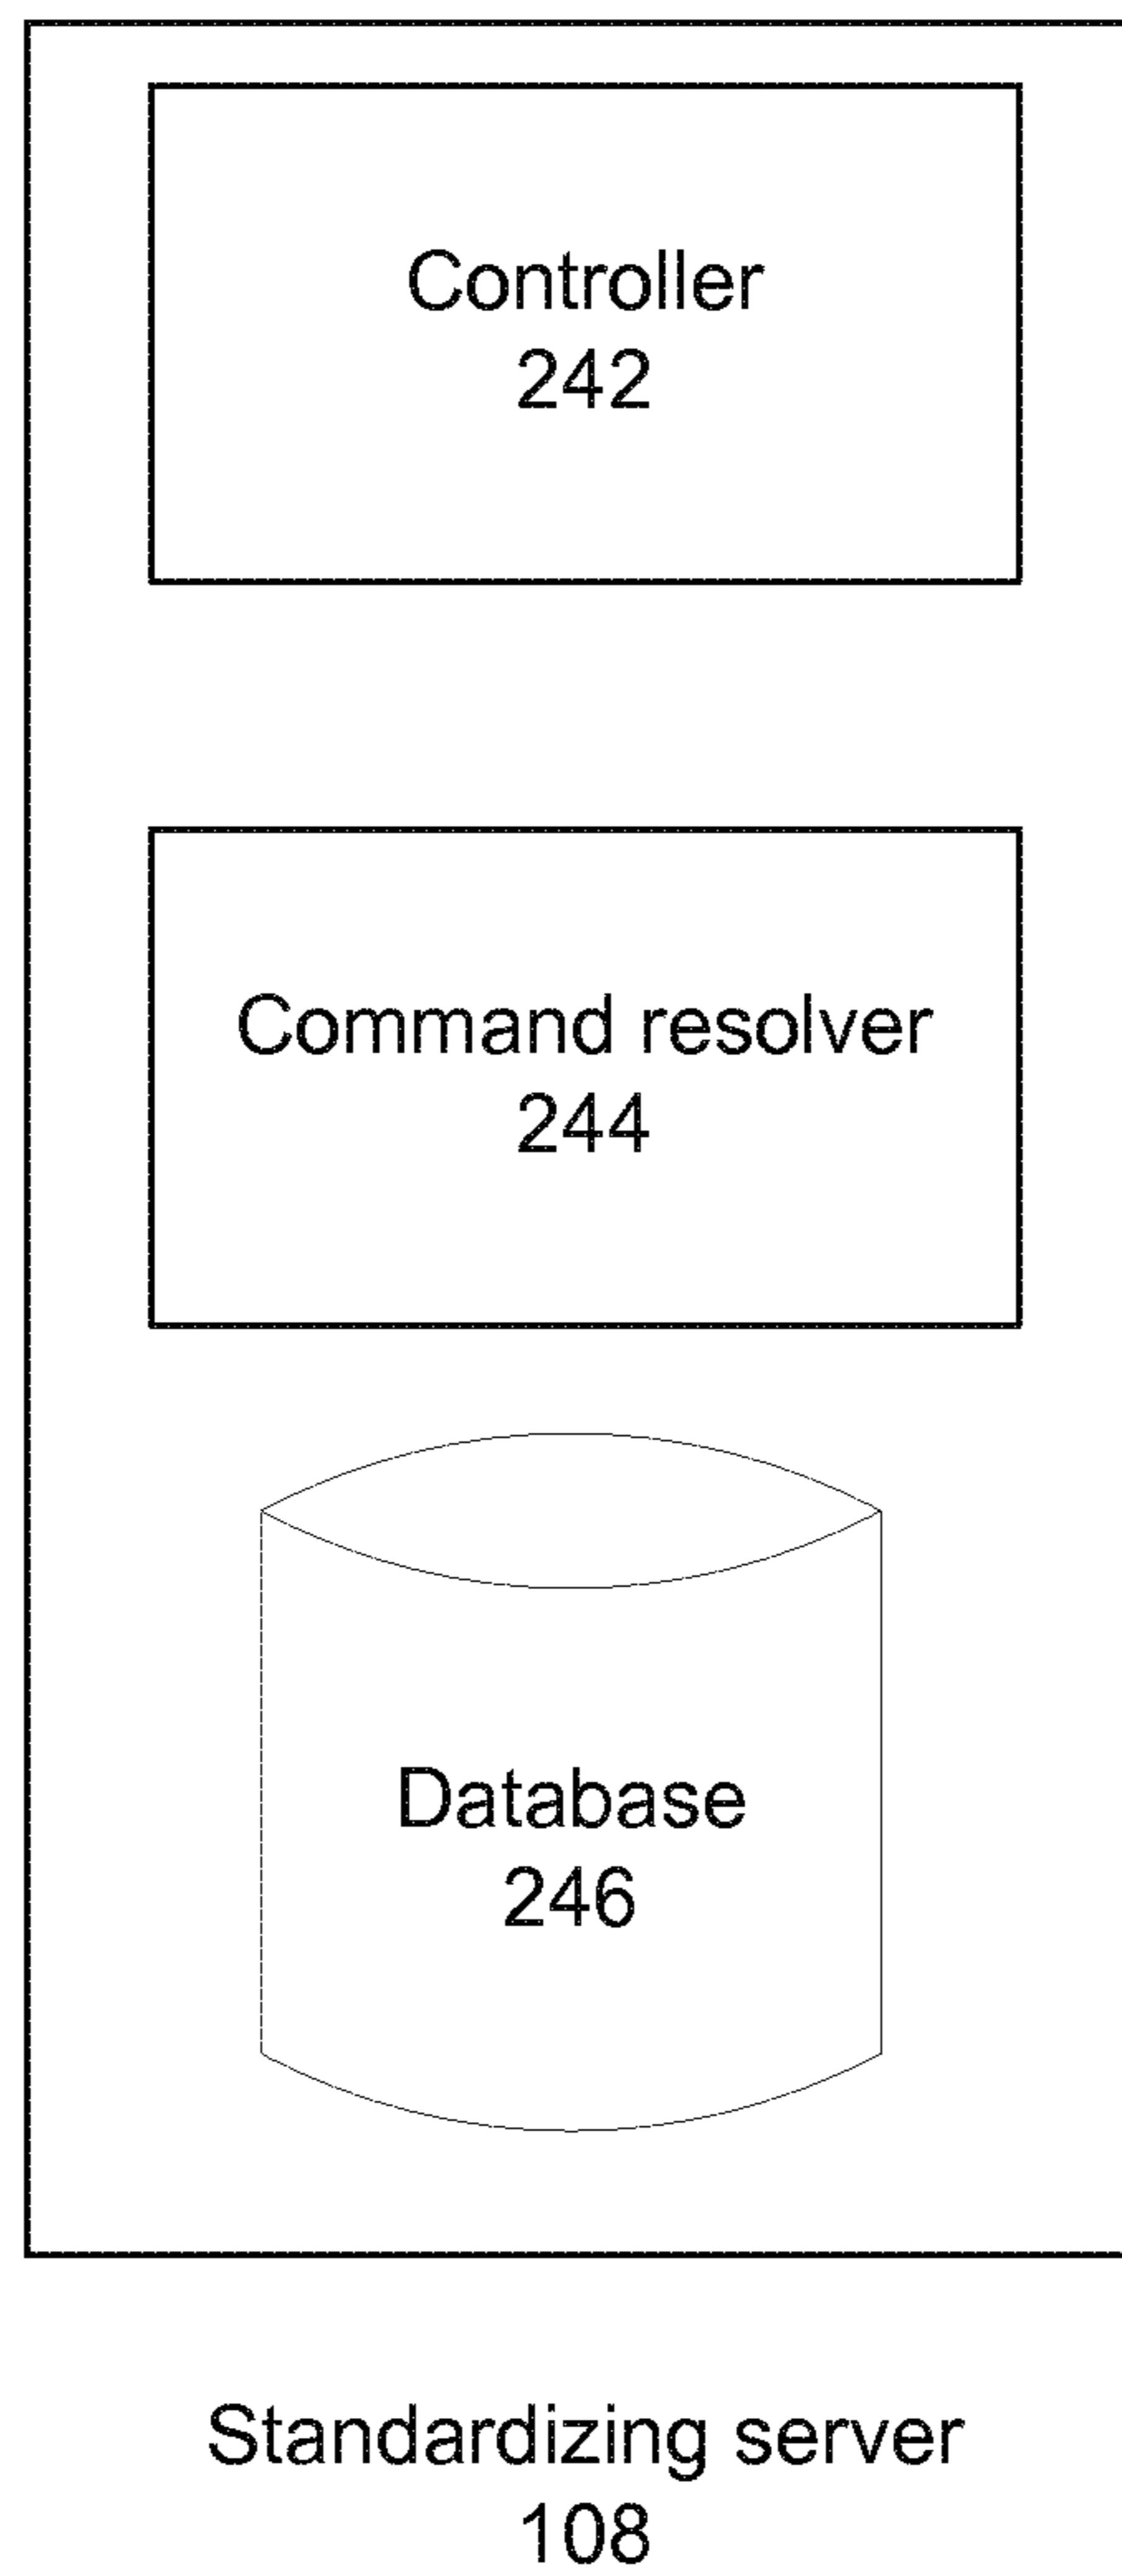 Controller
242
Command resolver
244
Database
246
Standardizing server
108